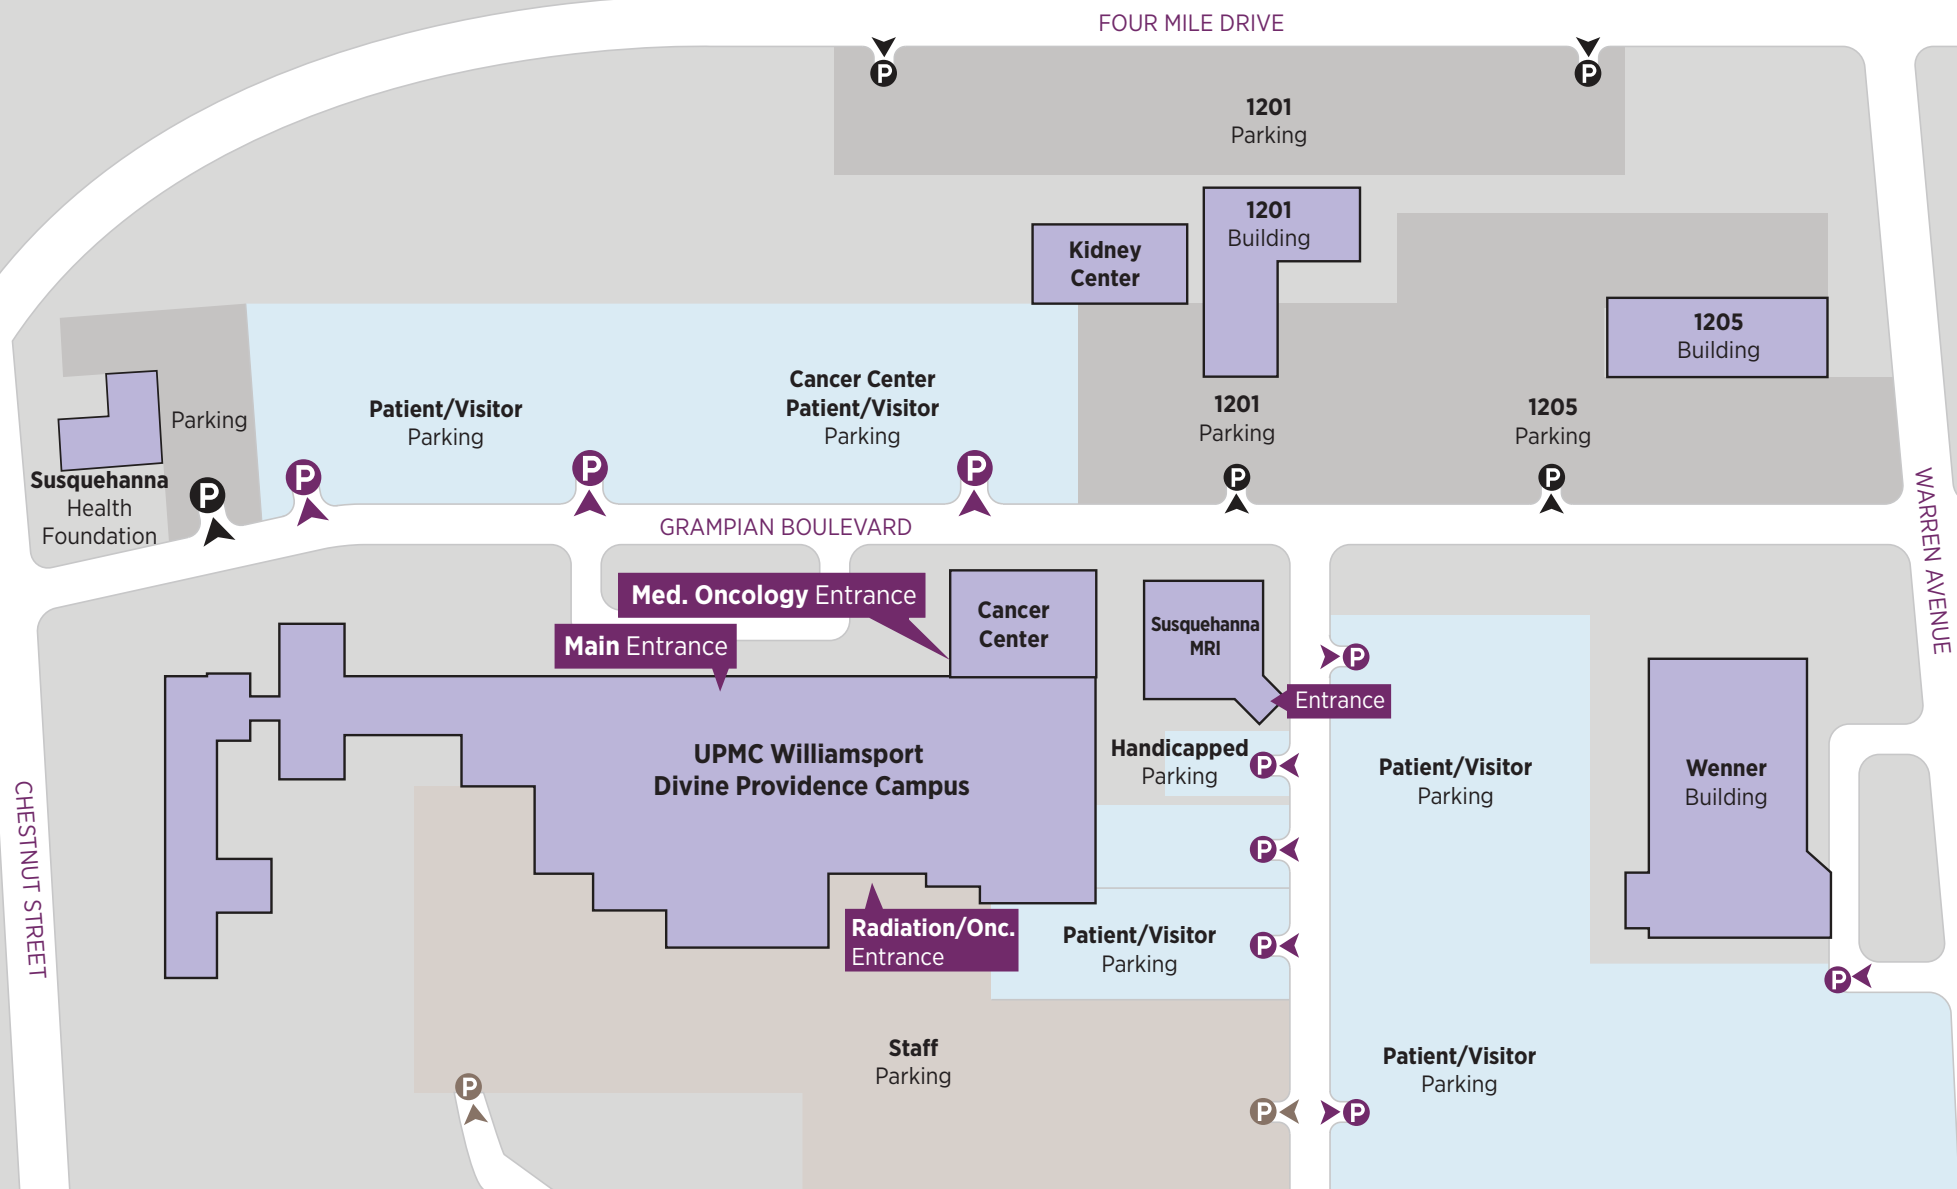 FOUR MILE DRIVE
P
P
1201
Parking
1201
Building
Kidney
Center
1205
Building
Cancer Center
Patient/Visitor
Parking
Patient/Visitor
Parking
Parking
1201
Parking
1205
Parking
Susquehanna
Health
Foundation
P
P
P
P
P
P
GRAMPIAN BOULEVARD
WARREN AVENUE
Med. Oncology Entrance
Main Entrance
Cancer
Center
Susquehanna
MRI
P
Entrance
UPMC Williamsport
Divine Providence Campus
Handicapped
Parking
P
Patient/Visitor
Parking
Wenner
Building
CHESTNUT STREET
P
Radiation/Onc.
Entrance
Patient/Visitor
Parking
P
P
Staff
Parking
Patient/Visitor
Parking
P
P
P